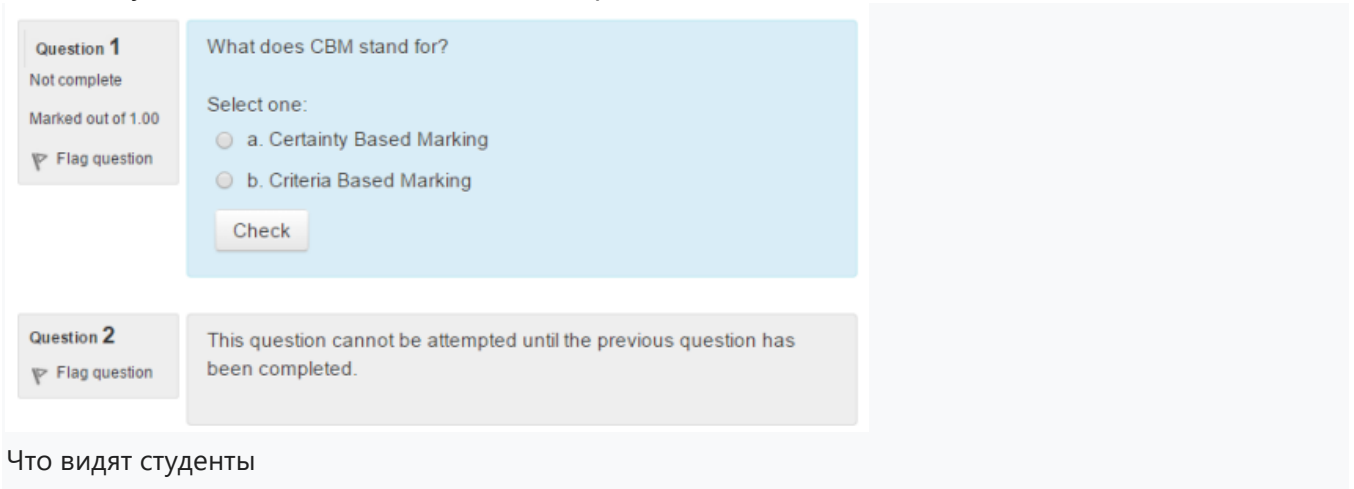 Question 1
Not complete
Marked out of 1.00
Flag question
What does CBM stand for?
Select one:
a. Certainty Based Marking
b. Criteria Based Marking
Check
Question 2
Flag question
This question cannot be attempted until the previous question has
been completed.
Что видят студенты